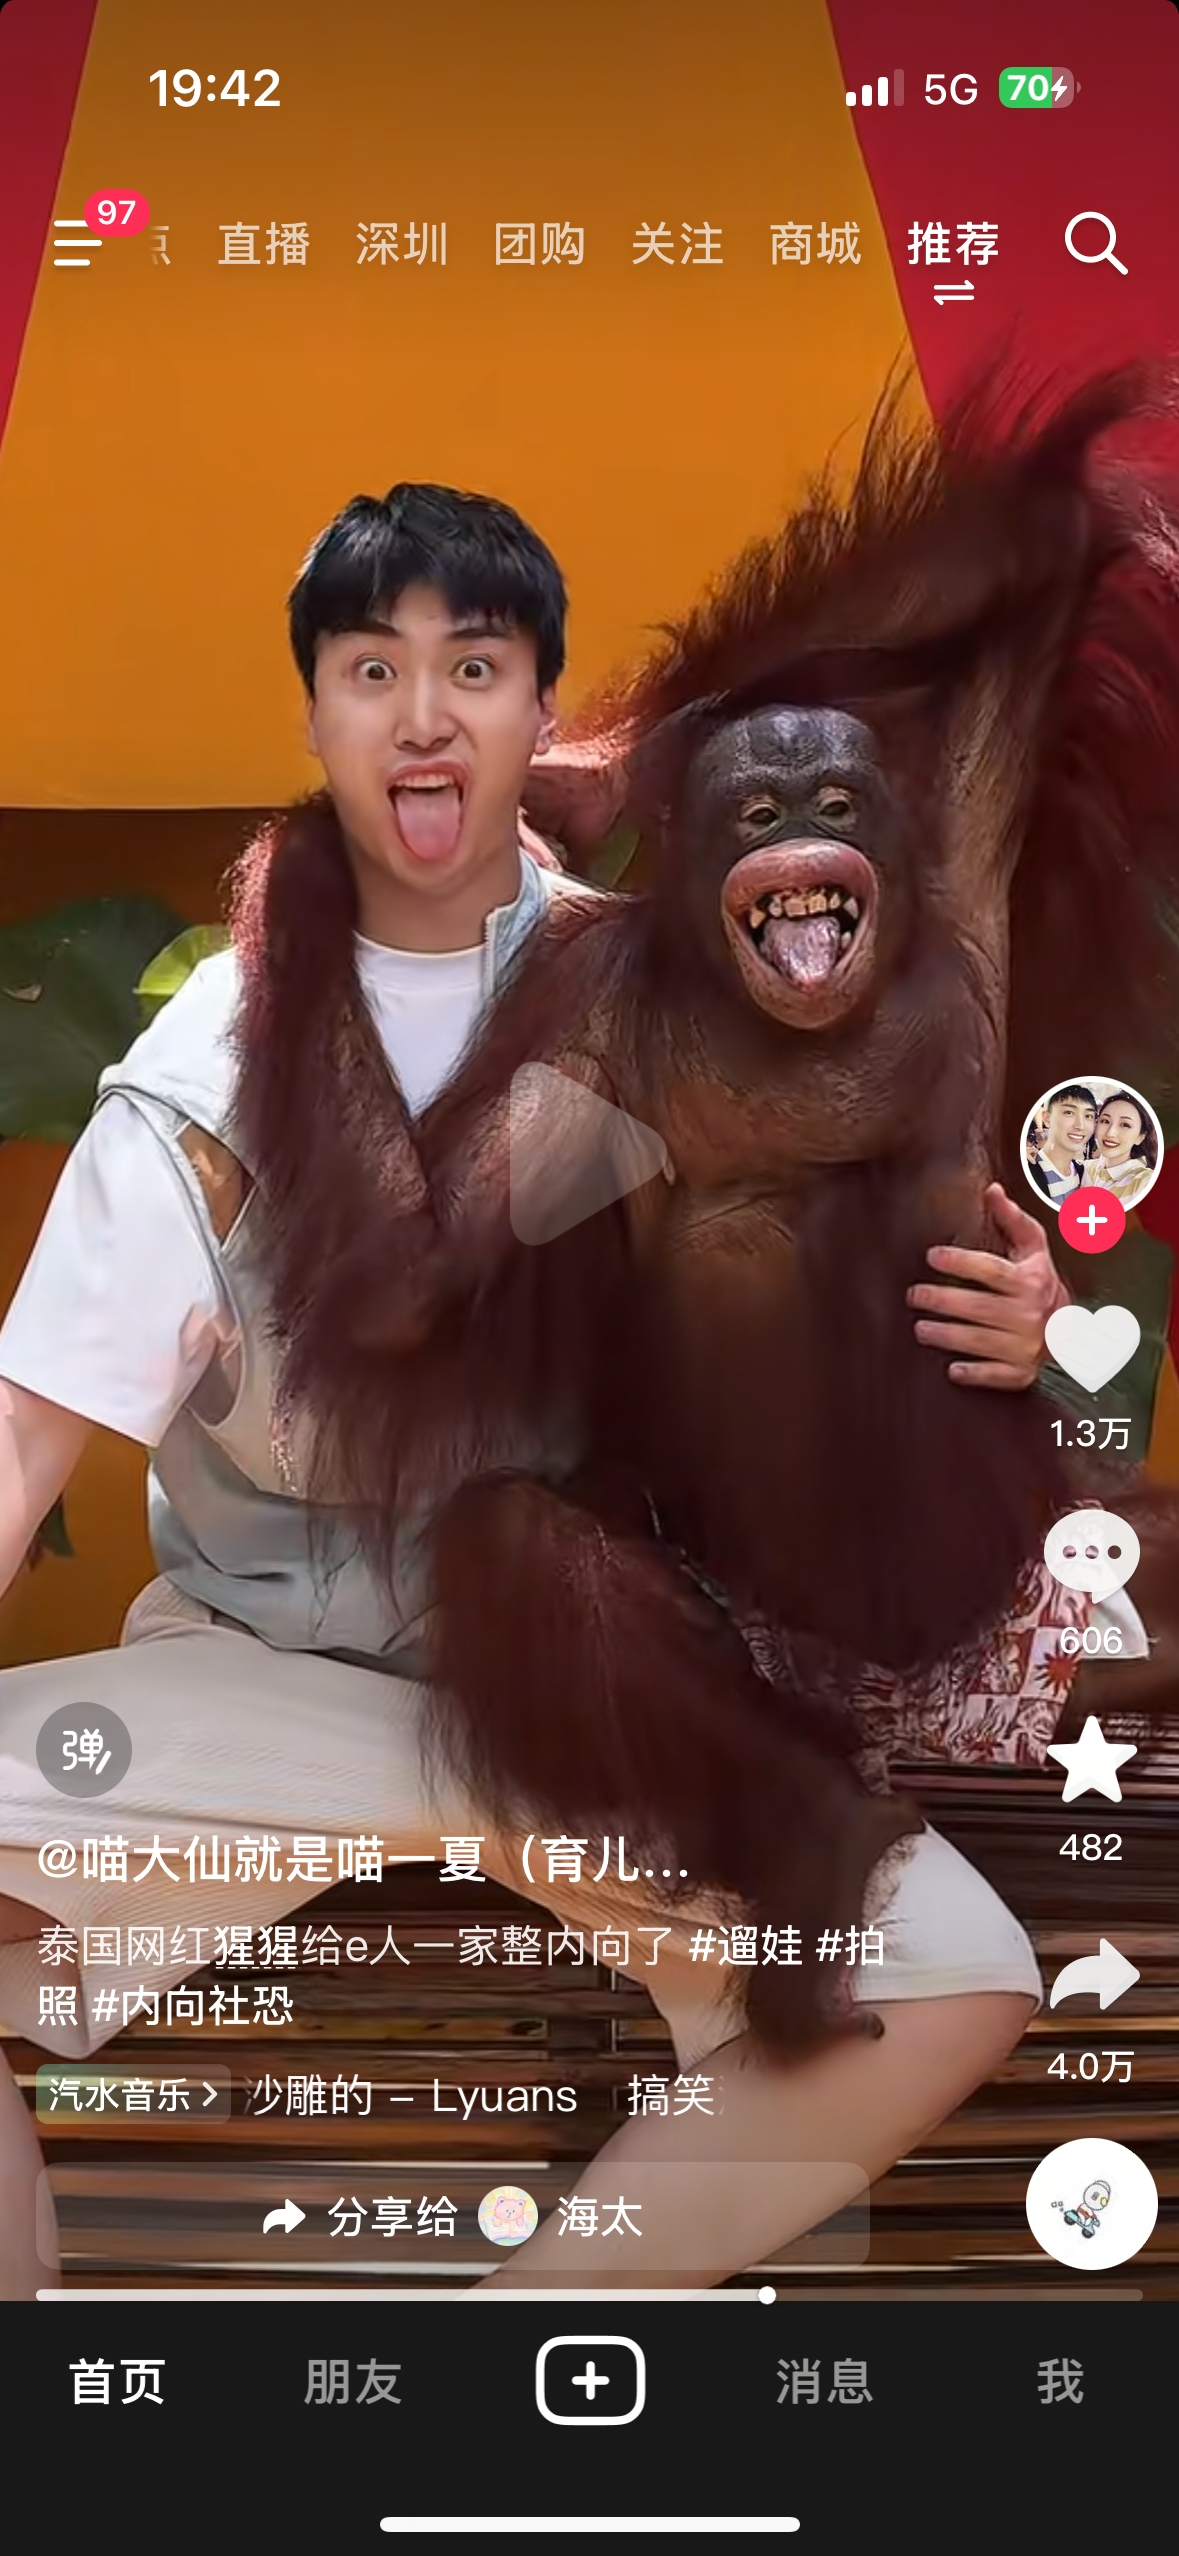 19:42
5G 70
97
点 直播 深圳 团购 关注 商城 推荐
1.3万
606
弹
482
@喵大仙就是喵一夏（育儿...
泰国网红猩猩给e人一家整内向了 #遛娃 #拍
照 #内向社恐
4.0万
汽水音乐 沙雕的 – Lyuans 搞笑
分享给 海太
首页 朋友 消息 我